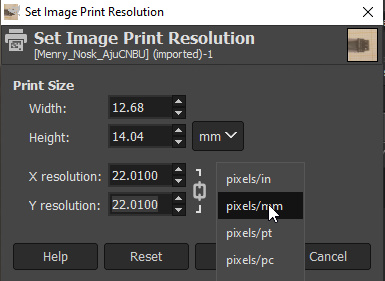 Set Image Print Resolution
Set Image Print Resolution
[Menry_Nosk_AjuCNBU] (imported)-1
Print Size
Width: 12.68
Height: 14.04 mm
X resolution: 22.0100
Y resolution: 22.0100
pixels/in
pixels/mm
pixels/pt
pixels/pc
Help Reset Cancel